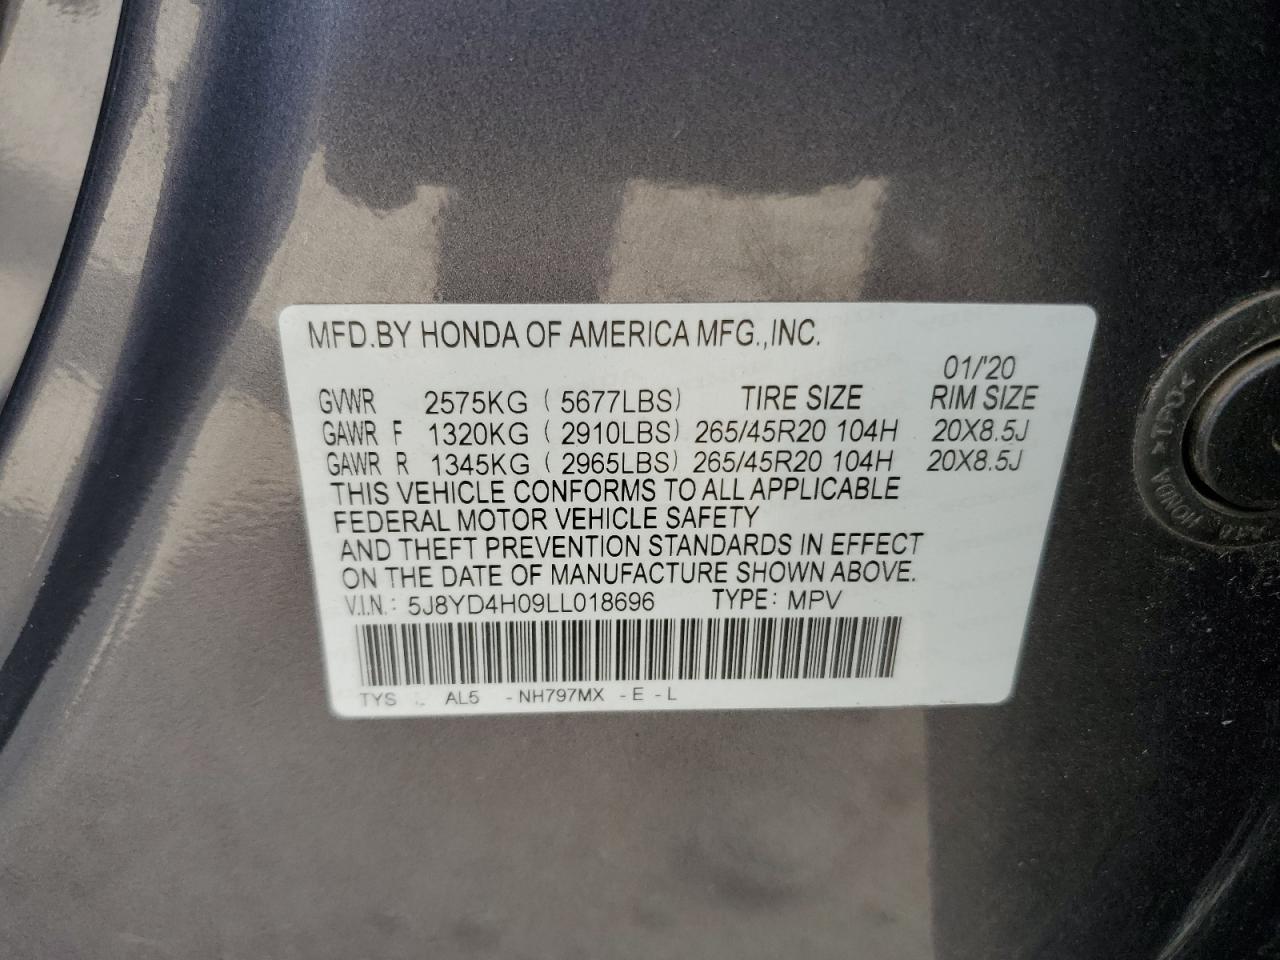 MFD.BY HONDA OF AMERICA MFG.,INC.
01/'20
GVWR 2575KG ( 5677LBS) TIRE SIZE RIM SIZE
GAWR F 1320KG ( 2910LBS) 265/45R20 104H 20X8.5J
GAWR R 1345KG ( 2965LBS) 265/45R20 104H 20X8.5J
THIS VEHICLE CONFORMS TO ALL APPLICABLE
FEDERAL MOTOR VEHICLE SAFETY
AND THEFT PREVENTION STANDARDS IN EFFECT
ON THE DATE OF MANUFACTURE SHOWN ABOVE.
V.I.N.: 5J8YD4H09LL018696 TYPE: MPV
TYS AL5 -NH797MX -E -L
HONDA >TPO<